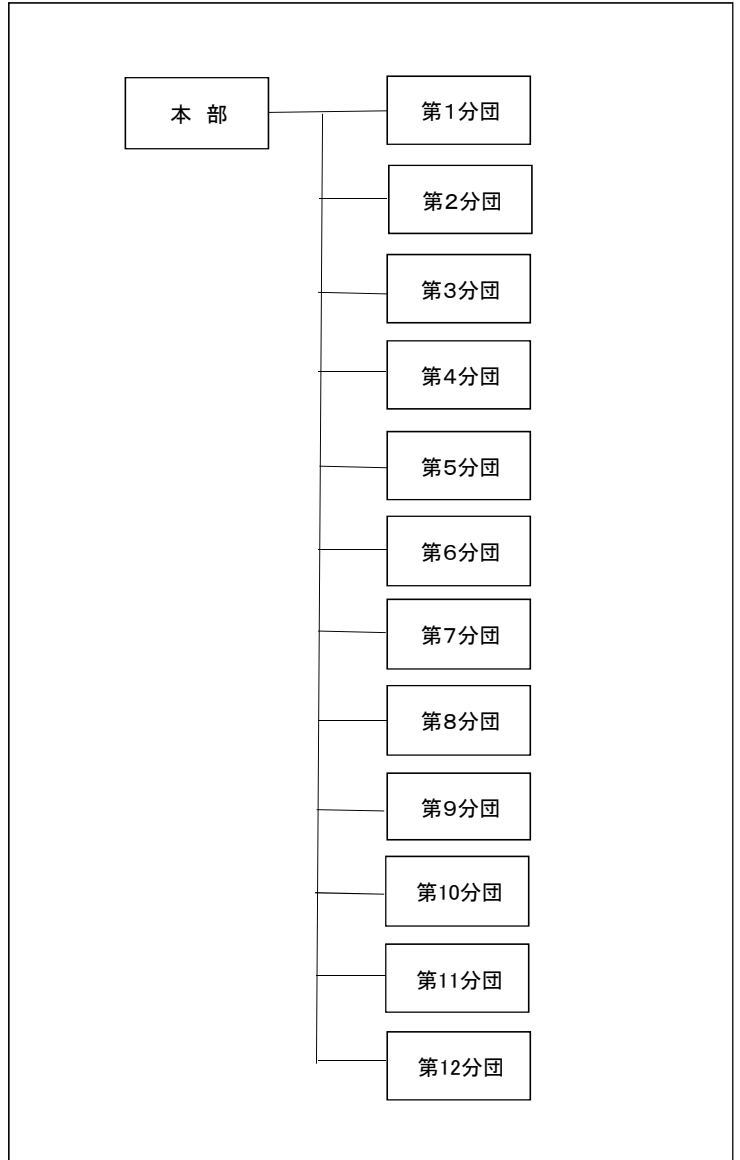 本 部
第１分団
第２分団
第３分団
第４分団
第５分団
第６分団
第７分団
第８分団
第９分団
第10分団
第11分団
第12分団